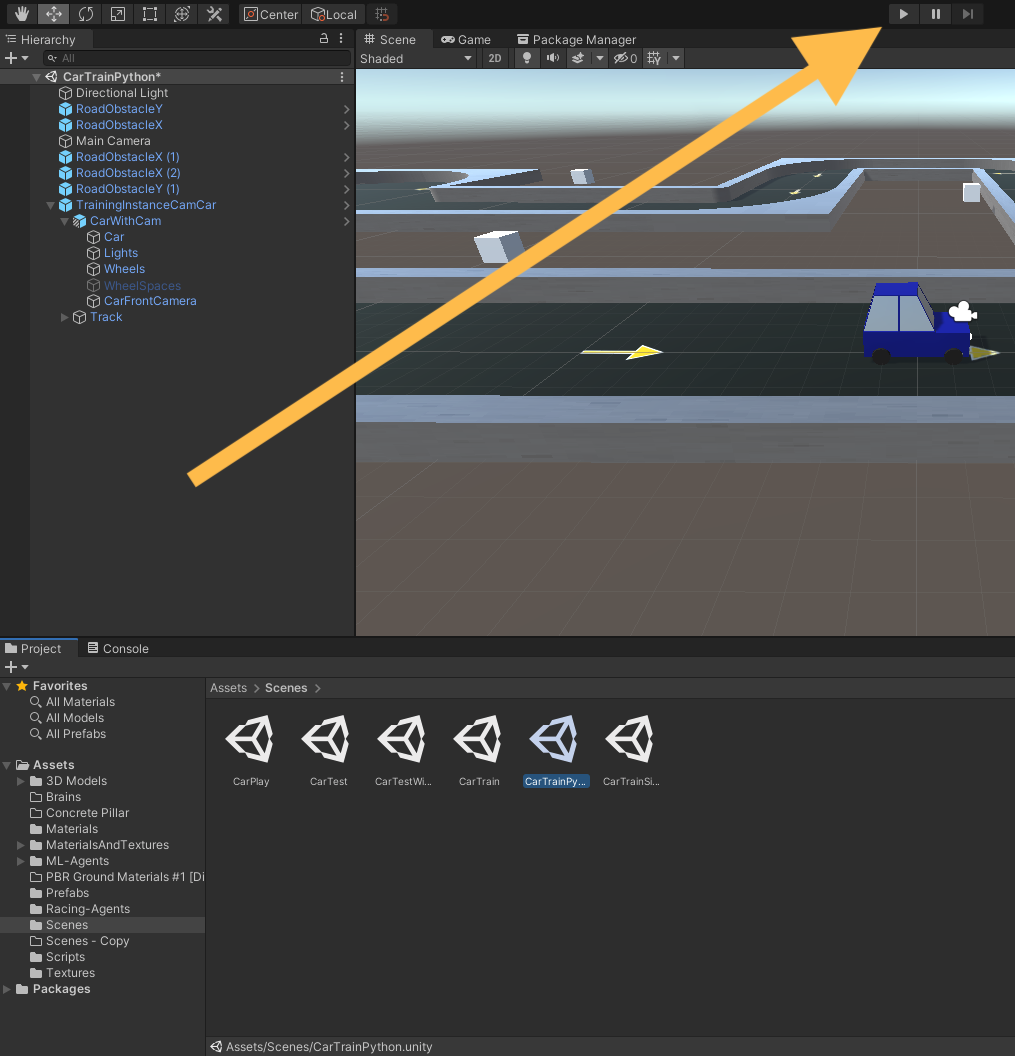 Center Local
Hierarchy
All
CarTrainPython*
Directional Light
RoadObstacleY
RoadObstacleX
Main Camera
RoadObstacleX (1)
RoadObstacleX (2)
RoadObstacleY (1)
TrainingInstanceCamCar
CarWithCam
Car
Lights
Wheels
WheelSpaces
CarFrontCamera
Track
Scene Game Package Manager
Shaded 2D 0
Project Console
Favorites
All Materials
All Models
All Prefabs
Assets
3D Models
Brains
Concrete Pillar
Materials
MaterialsAndTextures
ML-Agents
PBR Ground Materials #1 [Di
Prefabs
Racing-Agents
Scenes
Scenes - Copy
Scripts
Textures
Packages
Assets > Scenes >
CarPlay CarTest CarTestWi... CarTrain CarTrainPy... CarTrainSi...
Assets/Scenes/CarTrainPython.unity